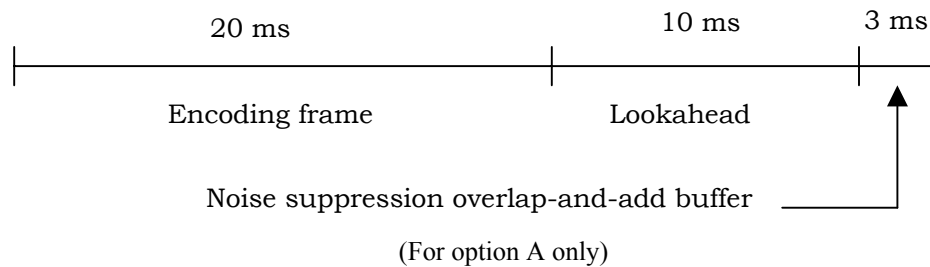 20 ms 10 ms 3 ms
Encoding frame Lookahead
Noise suppression overlap-and-add buffer
(For option A only)